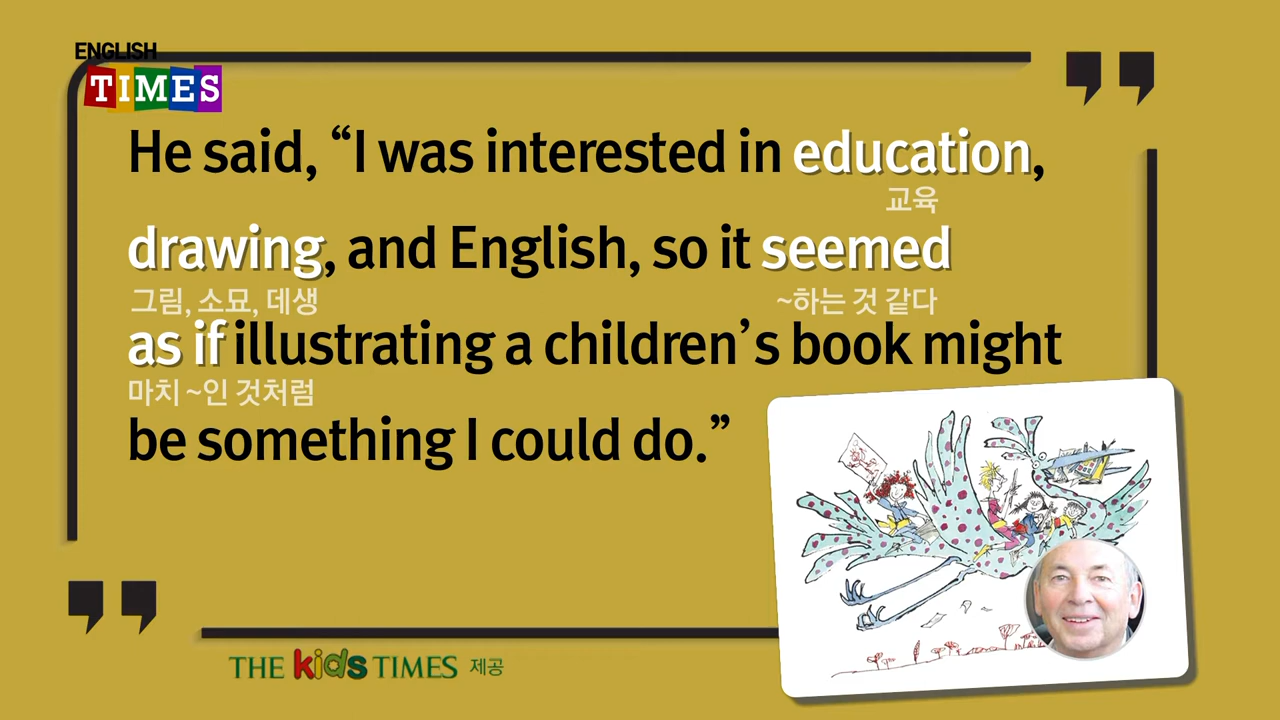 ENGLISH
TIMES
He said, “I was interested in education,
교육
drawing, and English, so it seemed
그림, 소묘, 데생 ~하는 것 같다
as if illustrating a children’s book might
마치 ~인 것처럼
be something I could do.”
THE kids TIMES 제공